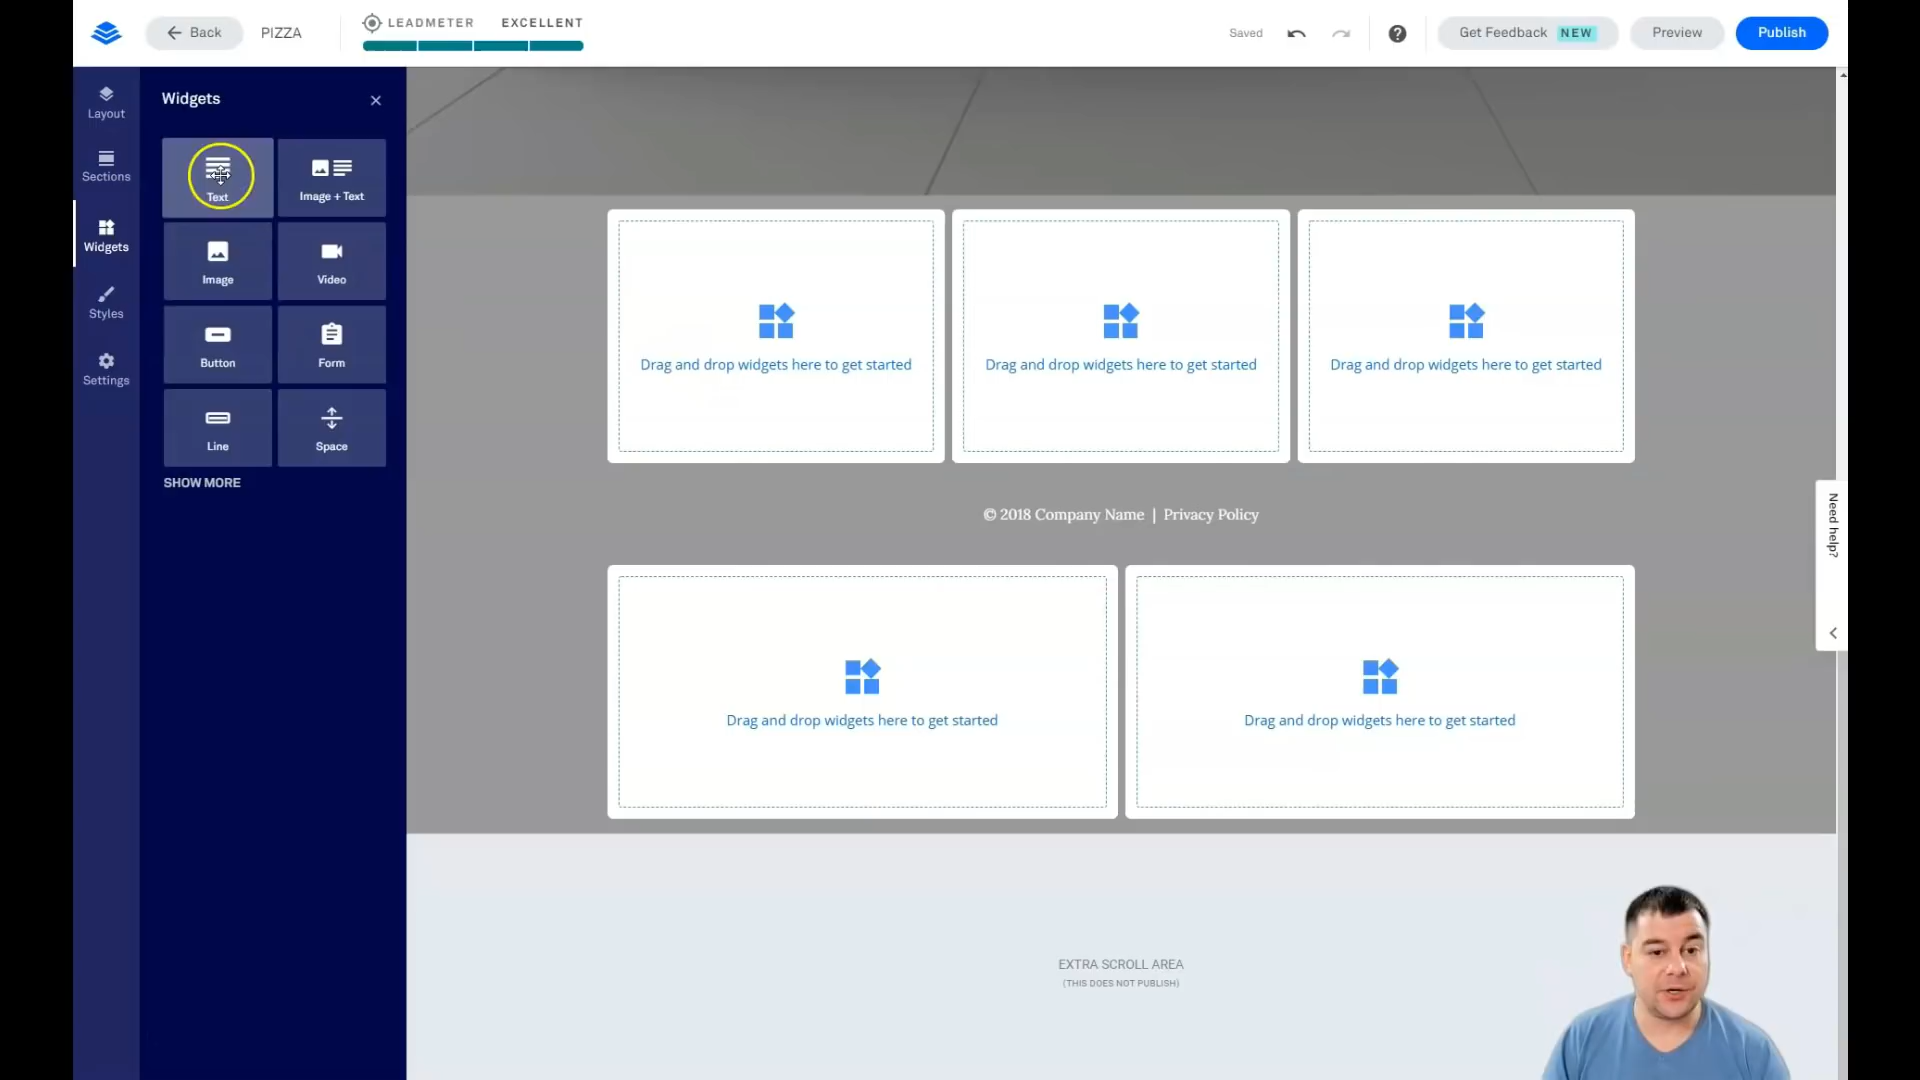 Back
PIZZA
LEADMETER EXCELLENT
Saved
Get Feedback NEW
Preview
Publish
Layout
Sections
Widgets
Styles
Settings
Widgets
Text
Image + Text
Image
Video
Button
Form
Line
Space
SHOW MORE
Drag and drop widgets here to get started
Drag and drop widgets here to get started
Drag and drop widgets here to get started
© 2018 Company Name | Privacy Policy
Drag and drop widgets here to get started
Drag and drop widgets here to get started
EXTRA SCROLL AREA
(THIS DOES NOT PUBLISH)
Need help?